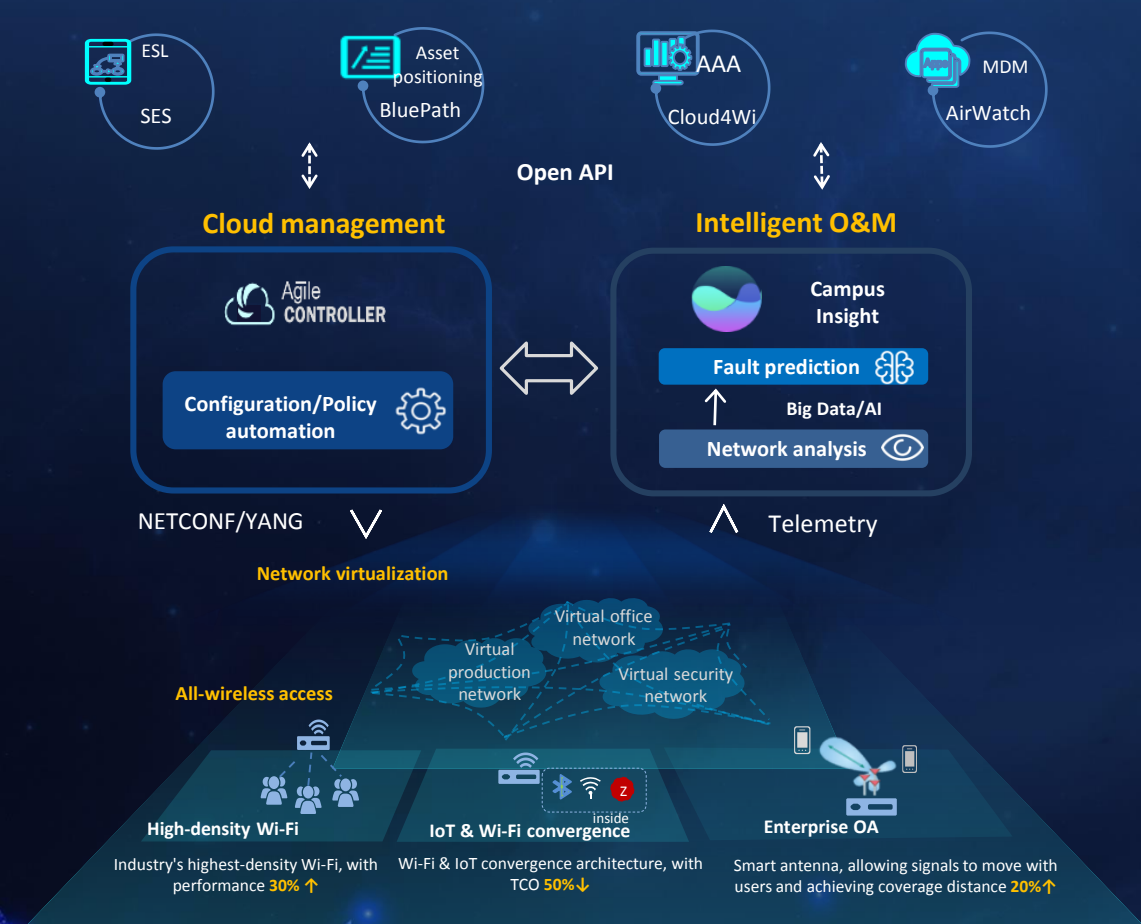 ESL
SES
Asset
positioning
BluePath
AAA
Cloud4Wi
Apps
MDM
AirWatch
Open API
Cloud management
Intelligent O&M
Agile
CONTROLLER
Configuration/Policy
automation
Campus
Insight
Fault prediction
Big Data/AI
Network analysis
NETCONF/YANG
Telemetry
Network virtualization
Virtual office
network
Virtual
production
network
Virtual security
network
All-wireless access
Z
inside
High-density Wi-Fi
Industry's highest-density Wi-Fi, with
performance 30% ↑
IoT & Wi-Fi convergence
Wi-Fi & IoT convergence architecture, with
TCO 50%↓
Enterprise OA
Smart antenna, allowing signals to move with
users and achieving coverage distance 20%↑